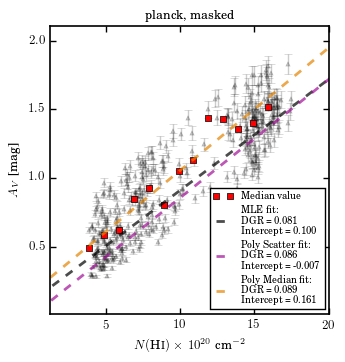 planck, masked
2.0
1.5
1.0
0.5
A_V [mag]
5
10
15
20
N(HI) × 10^20 cm^−2
Median value
MLE fit:
DGR = 0.081
Intercept = 0.100
Poly Scatter fit:
DGR = 0.086
Intercept = -0.007
Poly Median fit:
DGR = 0.089
Intercept = 0.161